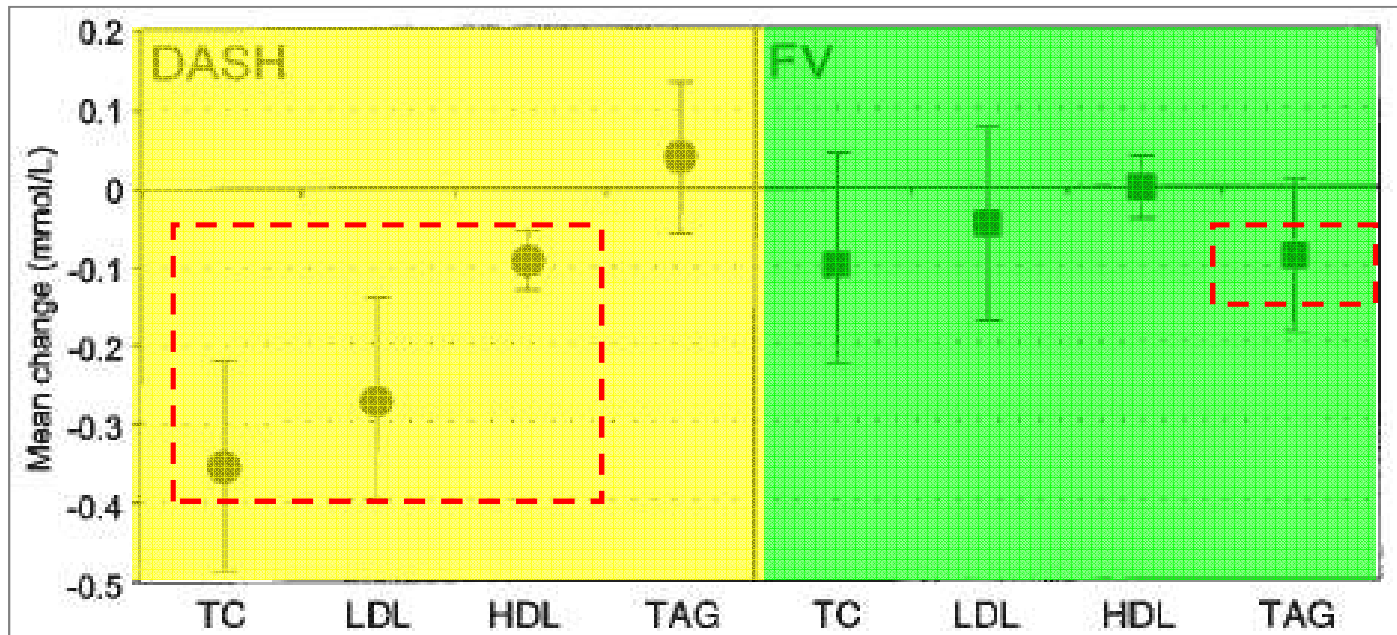 DASH
FV
Mean change (mmol/L)
0.2
0.1
0
-0.1
-0.2
-0.3
-0.4
-0.5
TC LDL HDL TAG TC LDL HDL TAG